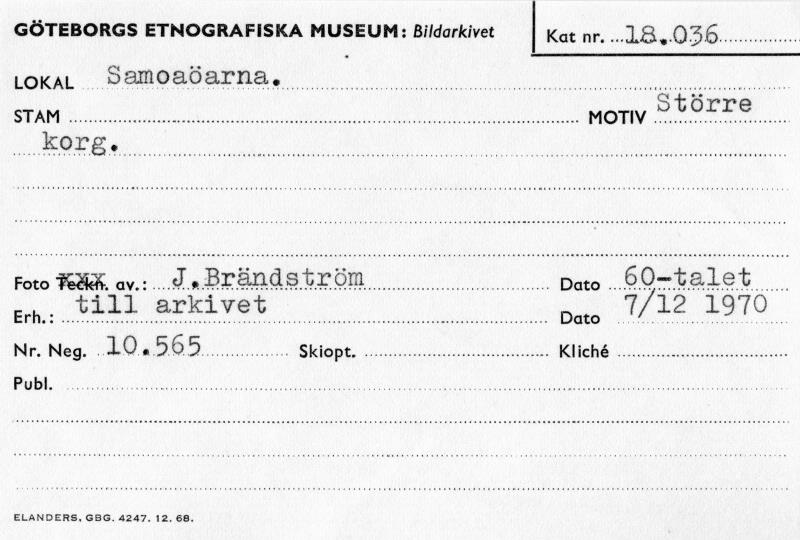 GÖTEBORGS ETNOGRAFISKA MUSEUM: Bildarkivet
Kat nr. 18.036
LOKAL Samoaöarna.
STAM MOTIV Större
korg.
Foto Teckn. av.: J.Brändström Dato 60-talet
Erh.: till arkivet Dato 7/12 1970
Nr. Neg. 10.565 Skiopt. Kliché
Publ.
ELANDERS, GBG. 4247. 12. 68.